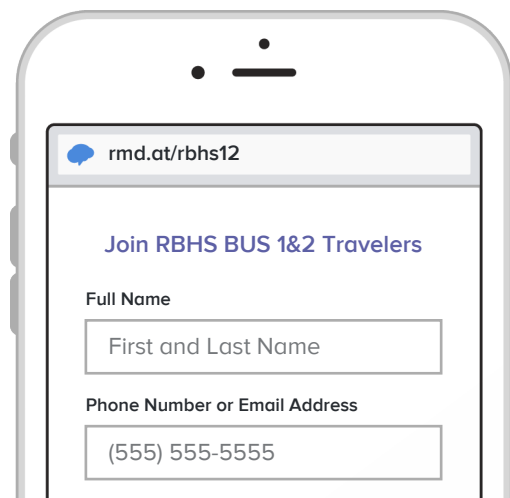 rmd.at/rbhs12
Join RBHS BUS 1&2 Travelers
Full Name
First and Last Name
Phone Number or Email Address
(555) 555-5555